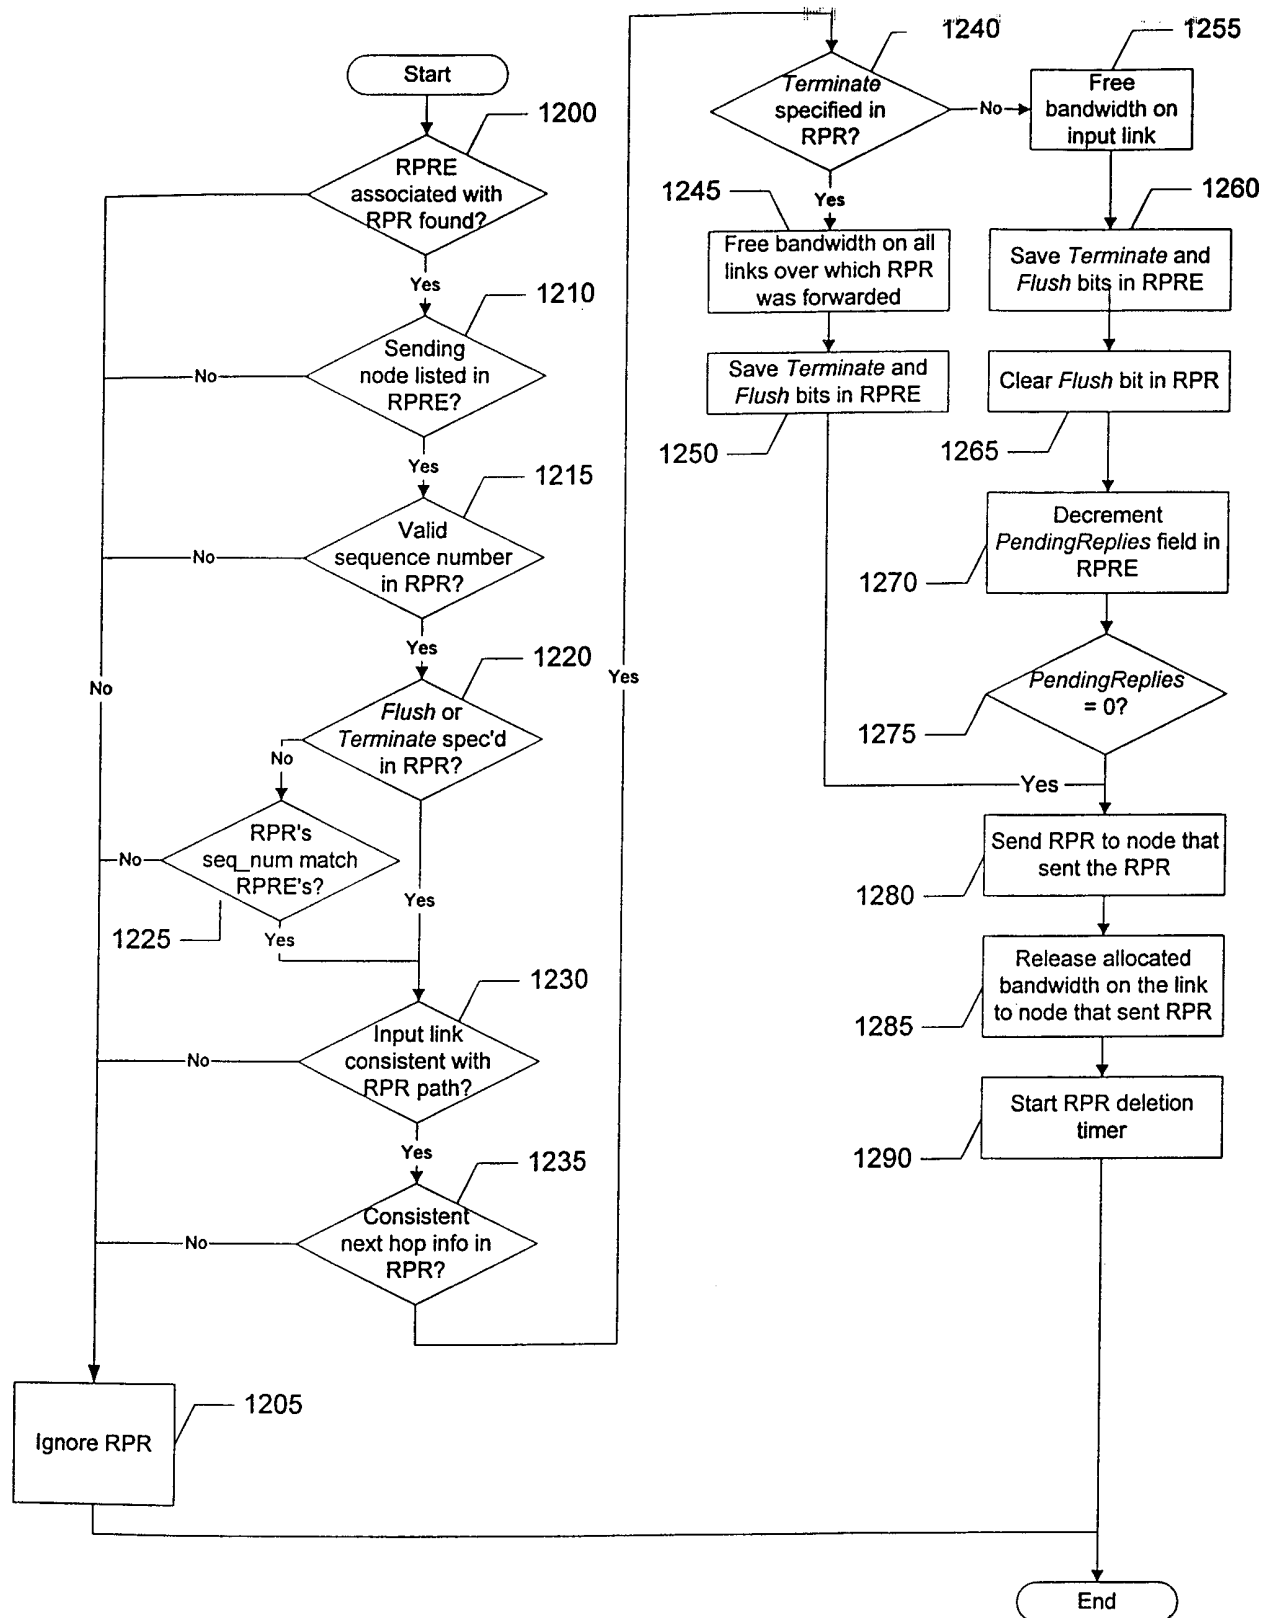 Start
1200
RPRE
associated with
RPR found?
Yes
1210
Sending
node listed in
RPRE?
No
Yes
1215
Valid
sequence number
in RPR?
No
Yes
1220
Flush or
Terminate spec'd
in RPR?
No
No
RPR's
seq_num match
RPRE's?
No
Yes
1225
Yes
1230
Input link
consistent with
RPR path?
No
Yes
1235
Consistent
next hop info in
RPR?
No
Yes
Ignore RPR
1205
1240
Terminate
specified in
RPR?
No
Yes
1245
Free bandwidth on all
links over which RPR
was forwarded
Save Terminate and
Flush bits in RPRE
1250
1255
Free
bandwidth on
input link
1260
Save Terminate and
Flush bits in RPRE
Clear Flush bit in RPR
1265
Decrement
PendingReplies field in
RPRE
1270
PendingReplies
= 0?
1275
Yes
Send RPR to node that
sent the RPR
1280
Release allocated
bandwidth on the link
to node that sent RPR
1285
Start RPR deletion
timer
1290
End